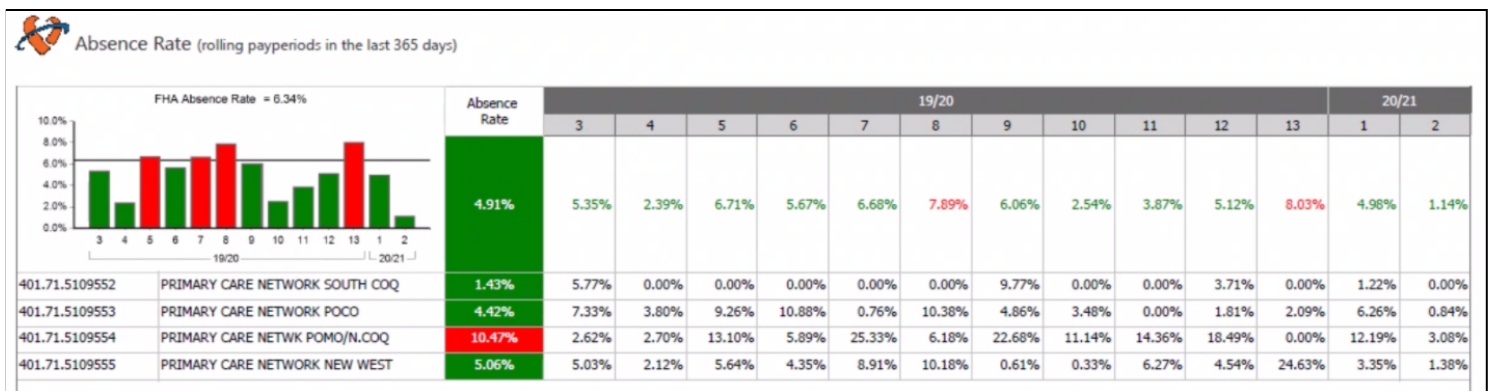 Absence Rate (rolling payperiods in the last 365 days)
FHA Absence Rate = 6.34%
10.0%
8.0%
6.0%
4.0%
2.0%
0.0%
3 4 5 6 7 8 9 10 11 12 13 1 2
19/20 20/21
Absence
Rate
19/20 20/21
3 4 5 6 7 8 9 10 11 12 13 1 2
4.91% 5.35% 2.39% 6.71% 5.67% 6.68% 7.89% 6.06% 2.54% 3.87% 5.12% 8.03% 4.98% 1.14%
401.71.5109552 PRIMARY CARE NETWORK SOUTH COQ 1.43% 5.77% 0.00% 0.00% 0.00% 0.00% 0.00% 9.77% 0.00% 0.00% 3.71% 0.00% 1.22% 0.00%
401.71.5109553 PRIMARY CARE NETWORK POCO 4.42% 7.33% 3.80% 9.26% 10.88% 0.76% 10.38% 4.86% 3.48% 0.00% 1.81% 2.09% 6.26% 0.84%
401.71.5109554 PRIMARY CARE NETWK POMO/N.COQ 10.47% 2.62% 2.70% 13.10% 5.89% 25.33% 6.18% 22.68% 11.14% 14.36% 18.49% 0.00% 12.19% 3.08%
401.71.5109555 PRIMARY CARE NETWORK NEW WEST 5.06% 5.03% 2.12% 5.64% 4.35% 8.91% 10.18% 0.61% 0.33% 6.27% 4.54% 24.63% 3.35% 1.38%